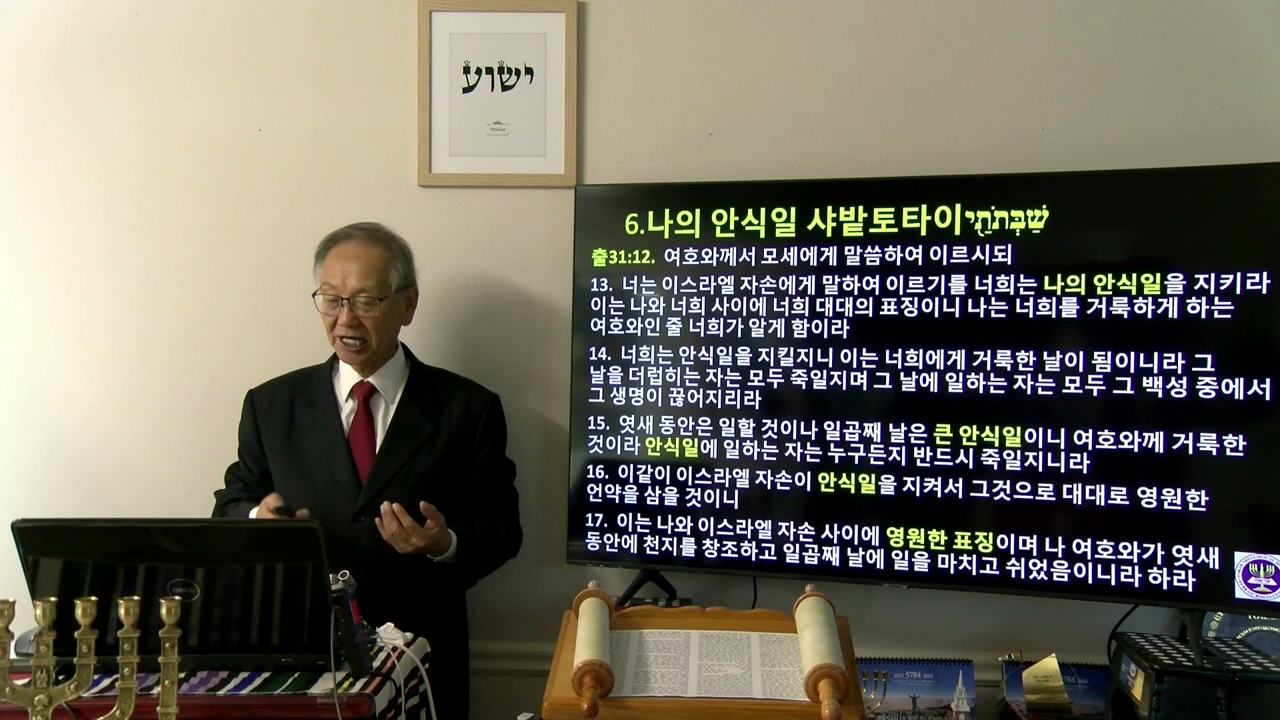 ישוע
YESHUA
6.나의 안식일 샤밭토타이שַׁבְּתֹתַ֖י
출31:12. 여호와께서 모세에게 말씀하여 이르시되
13. 너는 이스라엘 자손에게 말하여 이르기를 너희는 나의 안식일을 지키라
이는 나와 너희 사이에 너희 대대의 표징이니 나는 너희를 거룩하게 하는
여호와인 줄 너희가 알게 함이라
14. 너희는 안식일을 지킬지니 이는 너희에게 거룩한 날이 됨이니라 그
날을 더럽히는 자는 모두 죽일지며 그 날에 일하는 자는 모두 그 백성 중에서
그 생명이 끊어지리라
15. 엿새 동안은 일할 것이나 일곱째 날은 큰 안식일이니 여호와께 거룩한
것이라 안식일에 일하는 자는 누구든지 반드시 죽일지니라
16. 이같이 이스라엘 자손이 안식일을 지켜서 그것으로 대대로 영원한
언약을 삼을 것이니
17. 이는 나와 이스라엘 자손 사이에 영원한 표징이며 나 여호와가 엿새
동안에 천지를 창조하고 일곱째 날에 일을 마치고 쉬었음이니라 하라
2023 5784 2024
YESHUA CALENDAR